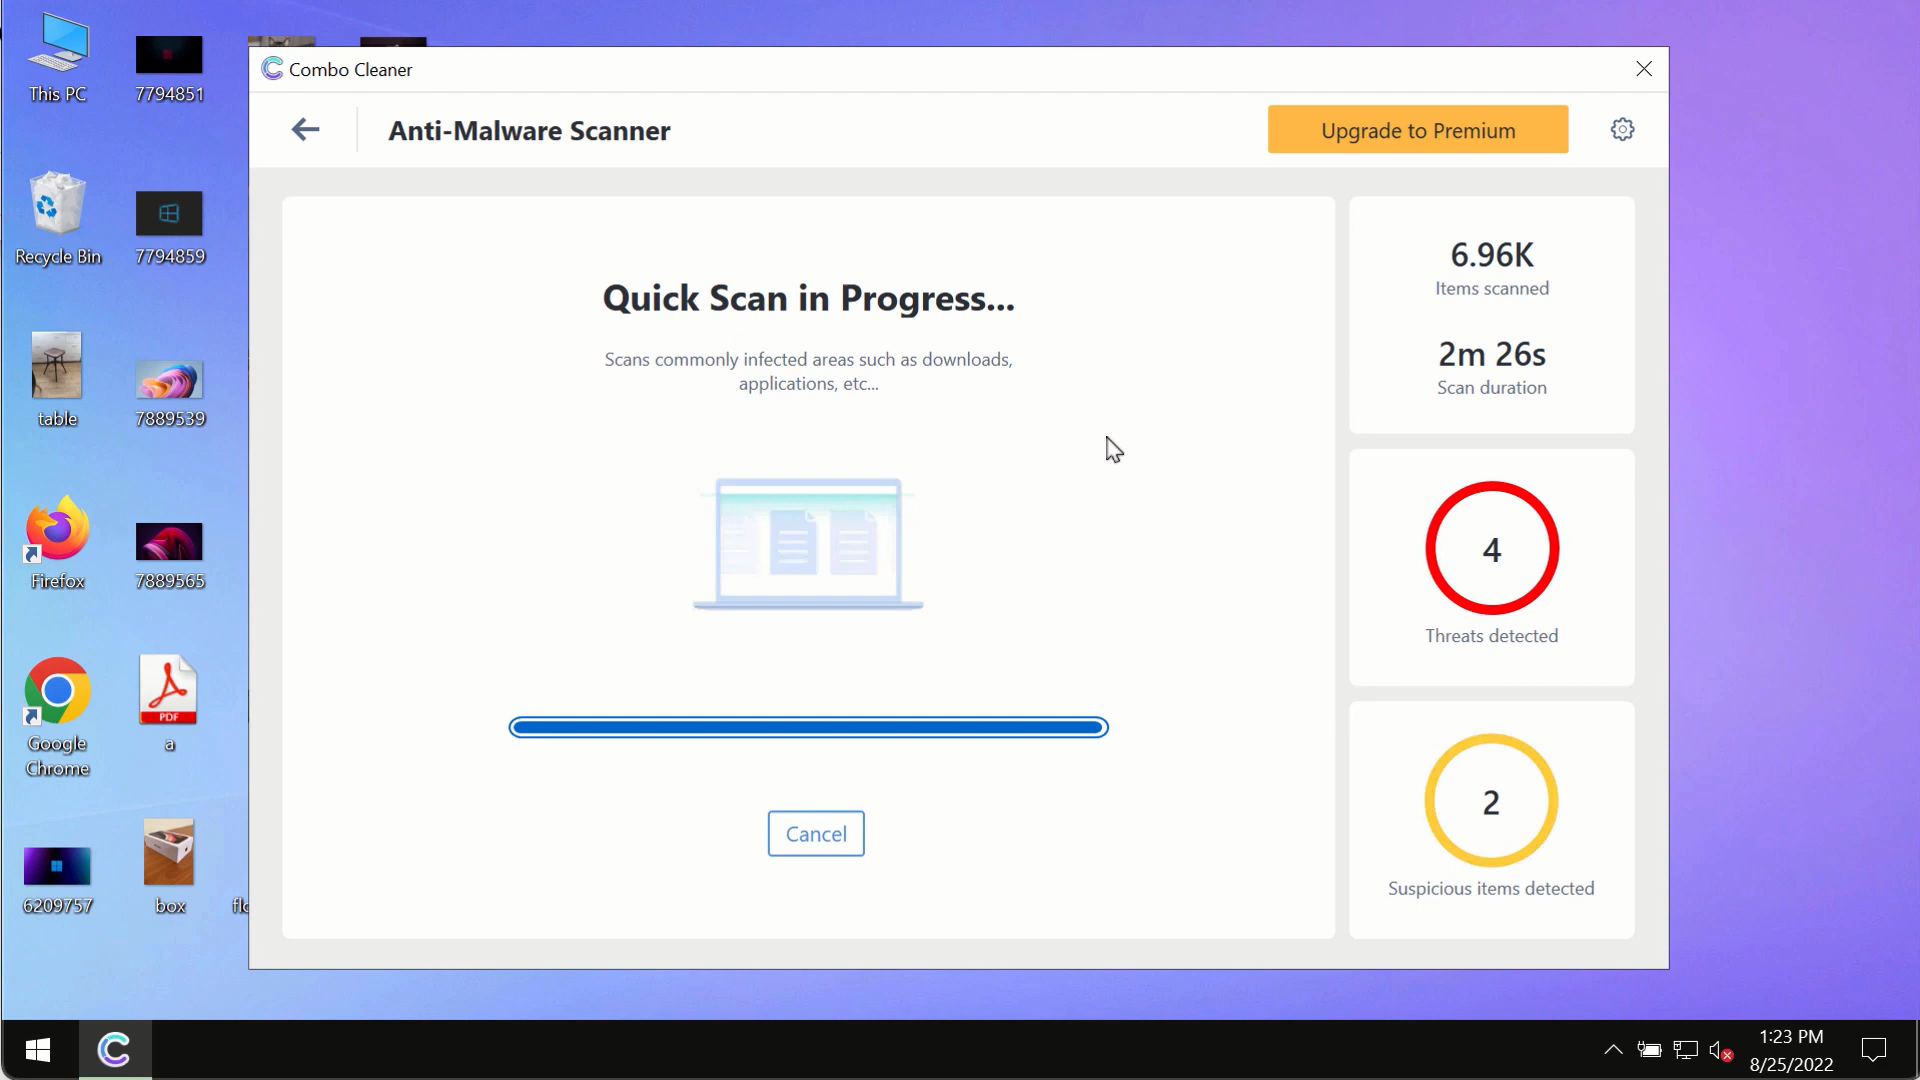 This PC
7794851
Recycle Bin
7794859
table
7889539
Firefox
7889565
Google
Chrome
PDF
a
6209757
box
Combo Cleaner
Anti-Malware Scanner
Upgrade to Premium
Quick Scan in Progress...
Scans commonly infected areas such as downloads,
applications, etc...
Cancel
6.96K
Items scanned
2m 26s
Scan duration
4
Threats detected
2
Suspicious items detected
1:23 PM
8/25/2022